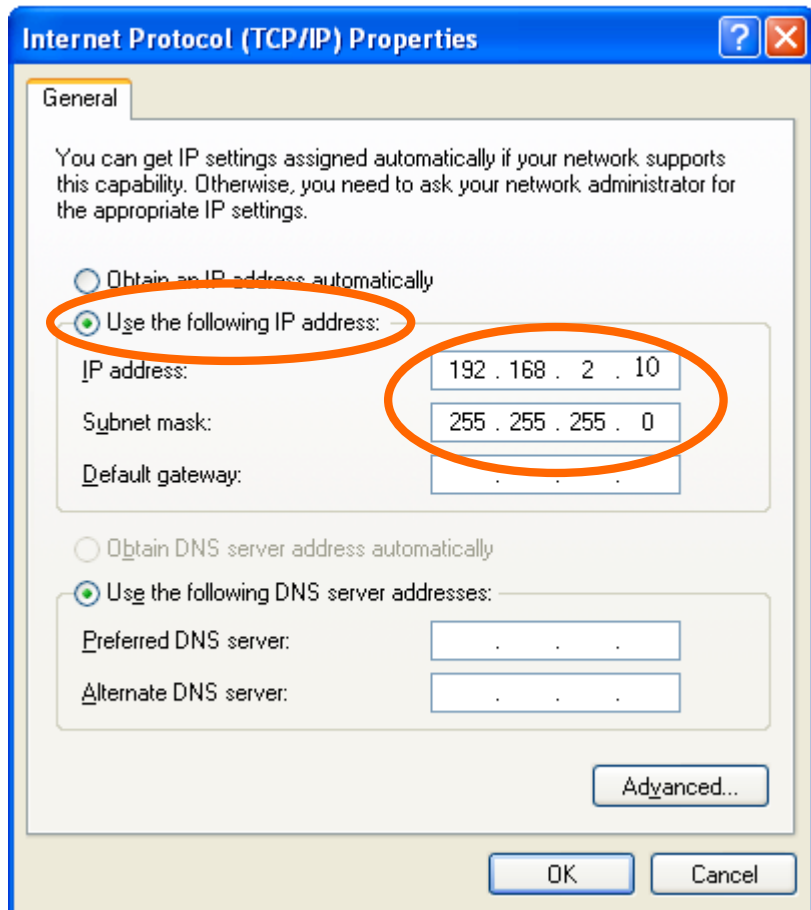 Internet Protocol (TCP/IP) Properties
General
You can get IP settings assigned automatically if your network supports
this capability. Otherwise, you need to ask your network administrator for
the appropriate IP settings.
Obtain an IP address automatically
Use the following IP address:
IP address: 192 . 168 . 2 . 10
Subnet mask: 255 . 255 . 255 . 0
Default gateway: . . .
Obtain DNS server address automatically
Use the following DNS server addresses:
Preferred DNS server: . . .
Alternate DNS server: . . .
Advanced...
OK Cancel